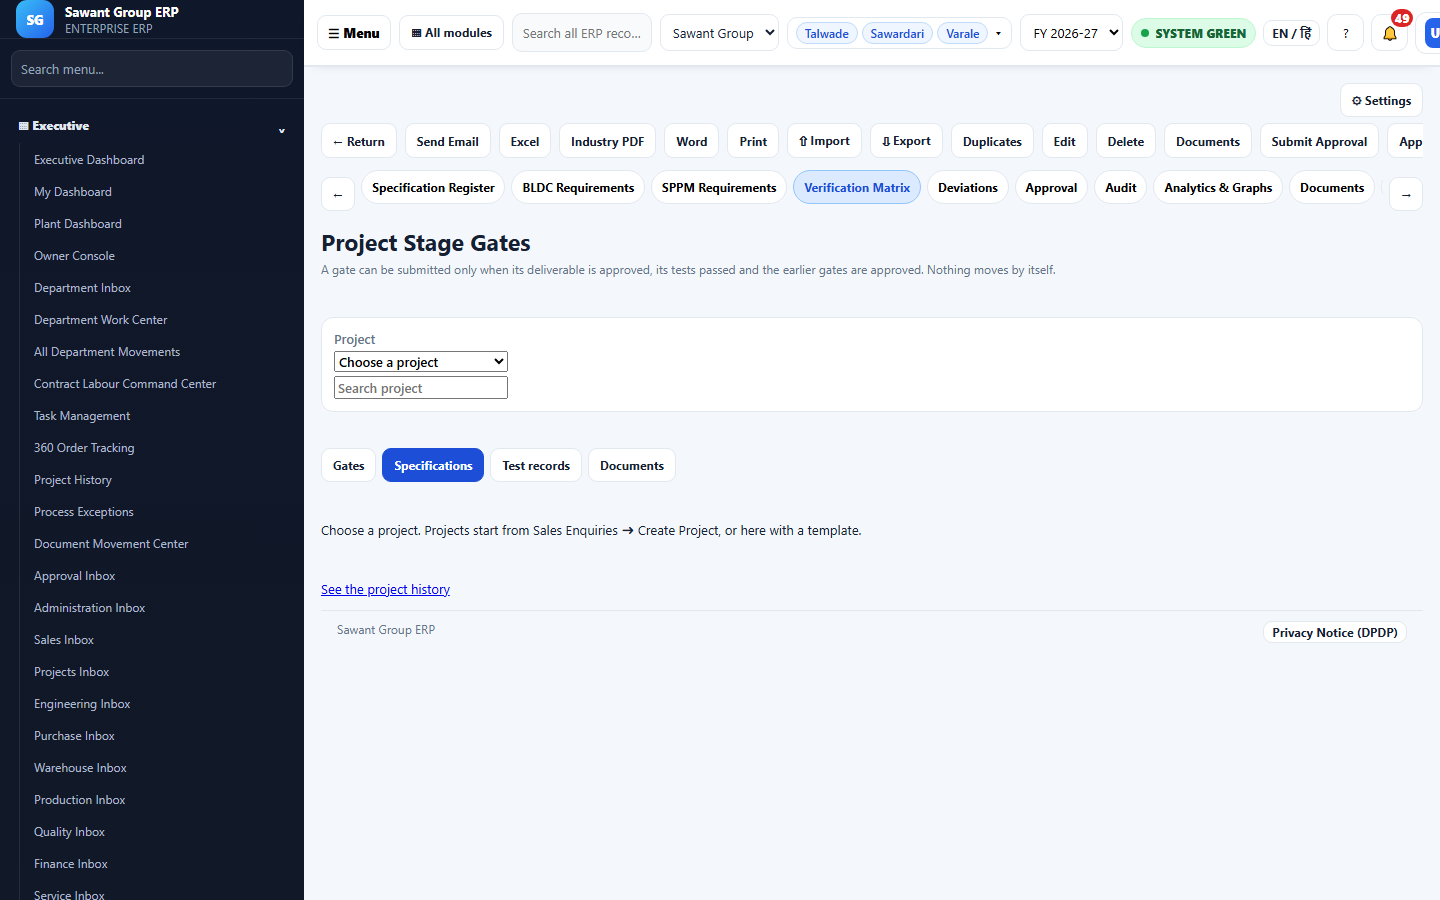 SG
Sawant Group ERP
ENTERPRISE ERP
Search menu...
Executive
Executive Dashboard
My Dashboard
Plant Dashboard
Owner Console
Department Inbox
Department Work Center
All Department Movements
Contract Labour Command Center
Task Management
360 Order Tracking
Project History
Process Exceptions
Document Movement Center
Approval Inbox
Administration Inbox
Sales Inbox
Projects Inbox
Engineering Inbox
Purchase Inbox
Warehouse Inbox
Production Inbox
Quality Inbox
Finance Inbox
Service Inbox
☰ Menu
All modules
Search all ERP reco...
Sawant Group
Talwade
Sawardari
Varale
FY 2026-27
SYSTEM GREEN
EN / हिं
?
49
U
⚙ Settings
← Return
Send Email
Excel
Industry PDF
Word
Print
⇧ Import
⇩ Export
Duplicates
Edit
Delete
Documents
Submit Approval
App
←
Specification Register
BLDC Requirements
SPPM Requirements
Verification Matrix
Deviations
Approval
Audit
Analytics & Graphs
Documents
→
Project Stage Gates
A gate can be submitted only when its deliverable is approved, its tests passed and the earlier gates are approved. Nothing moves by itself.
Project
Choose a project
Search project
Gates
Specifications
Test records
Documents
Choose a project. Projects start from Sales Enquiries → Create Project, or here with a template.
See the project history
Sawant Group ERP
Privacy Notice (DPDP)